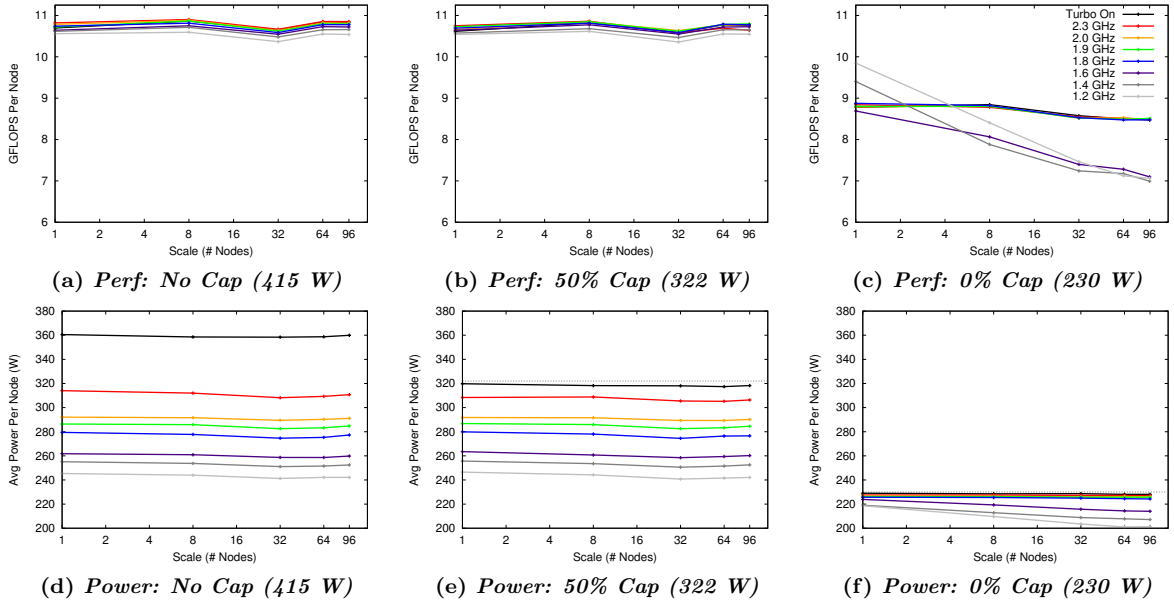 11
10
9
8
7
6
GFLOPS Per Node
1 2 4 8 16 32 64 96
Scale (# Nodes)
(a) Perf: No Cap (415 W)
11
10
9
8
7
6
GFLOPS Per Node
1 2 4 8 16 32 64 96
Scale (# Nodes)
(b) Perf: 50% Cap (322 W)
11
10
9
8
7
6
GFLOPS Per Node
Turbo On
2.3 GHz
2.0 GHz
1.9 GHz
1.8 GHz
1.6 GHz
1.4 GHz
1.2 GHz
1 2 4 8 16 32 64 96
Scale (# Nodes)
(c) Perf: 0% Cap (230 W)
380
360
340
320
300
280
260
240
220
200
Avg Power Per Node (W)
1 2 4 8 16 32 64 96
Scale (# Nodes)
(d) Power: No Cap (415 W)
380
360
340
320
300
280
260
240
220
200
Avg Power Per Node (W)
1 2 4 8 16 32 64 96
Scale (# Nodes)
(e) Power: 50% Cap (322 W)
380
360
340
320
300
280
260
240
220
200
Avg Power Per Node (W)
1 2 4 8 16 32 64 96
Scale (# Nodes)
(f) Power: 0% Cap (230 W)